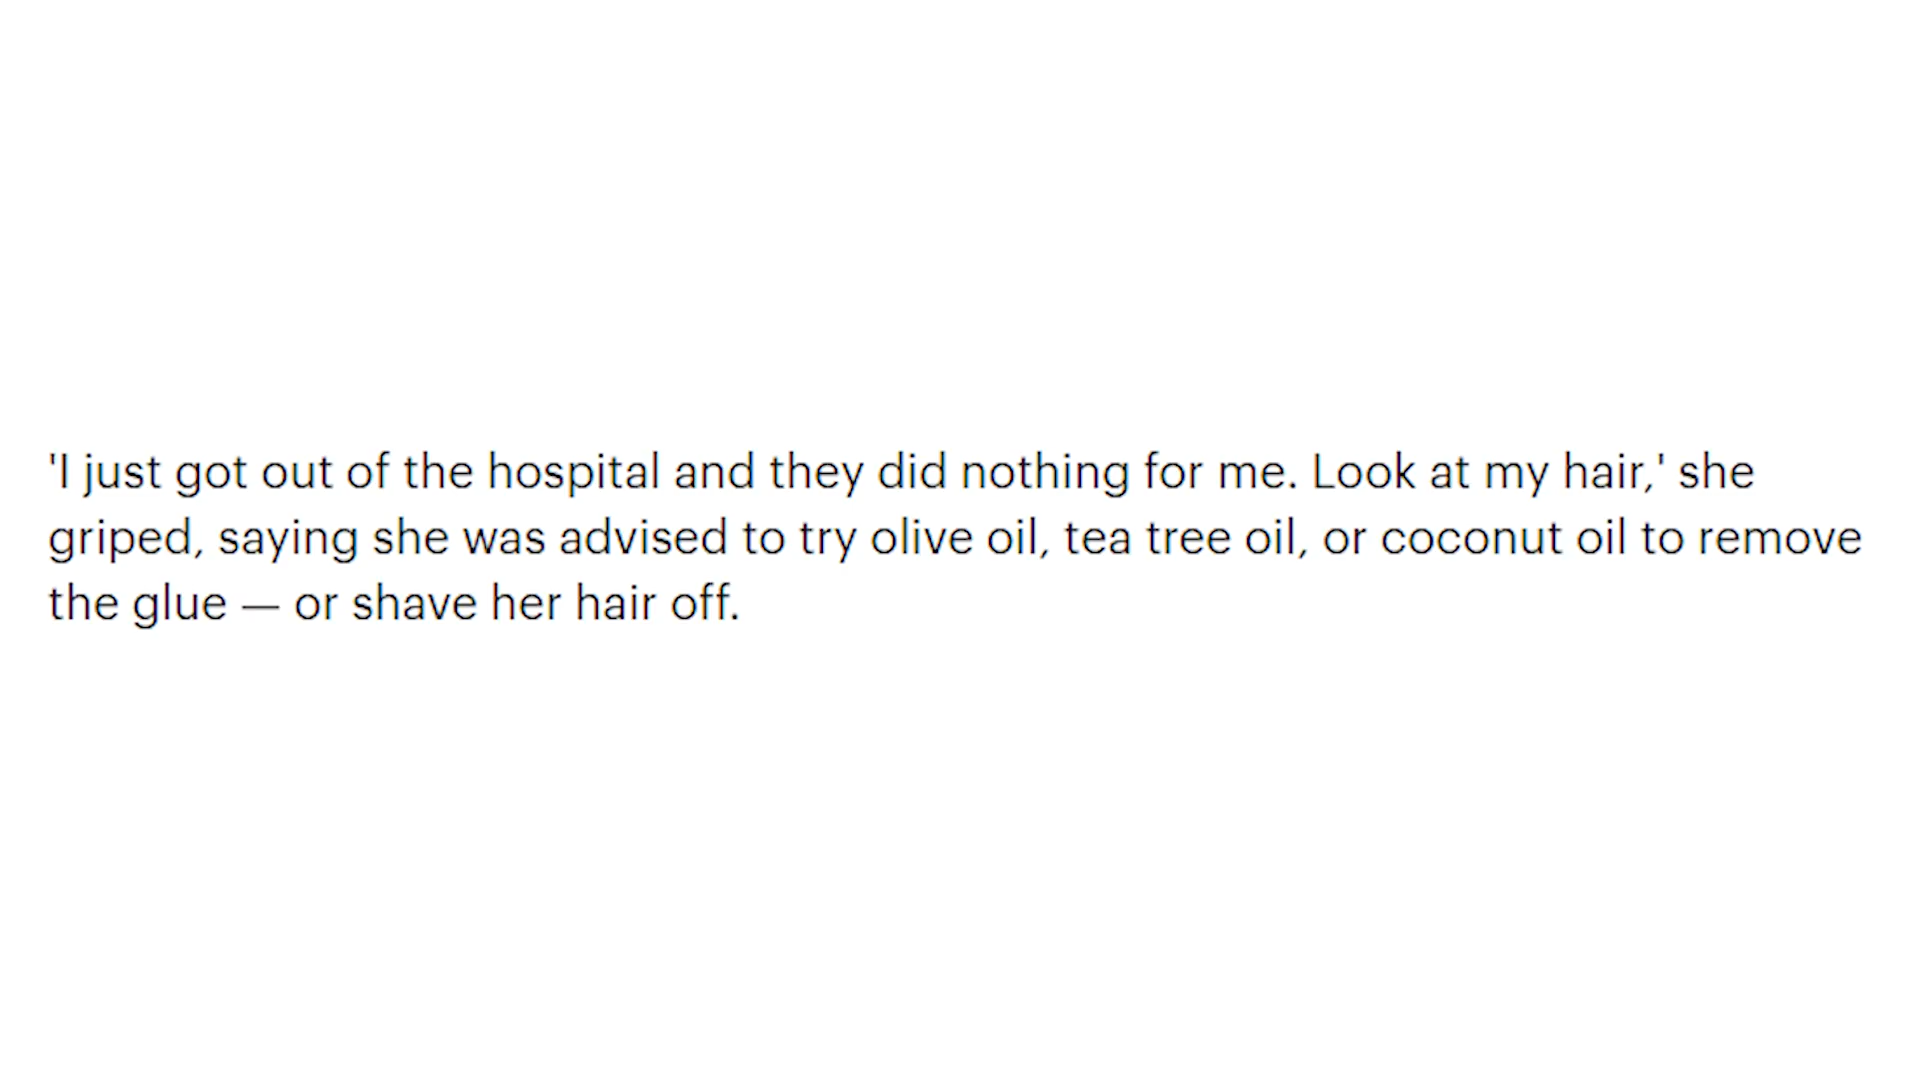 'I just got out of the hospital and they did nothing for me. Look at my hair,' she
griped, saying she was advised to try olive oil, tea tree oil, or coconut oil to remove
the glue — or shave her hair off.